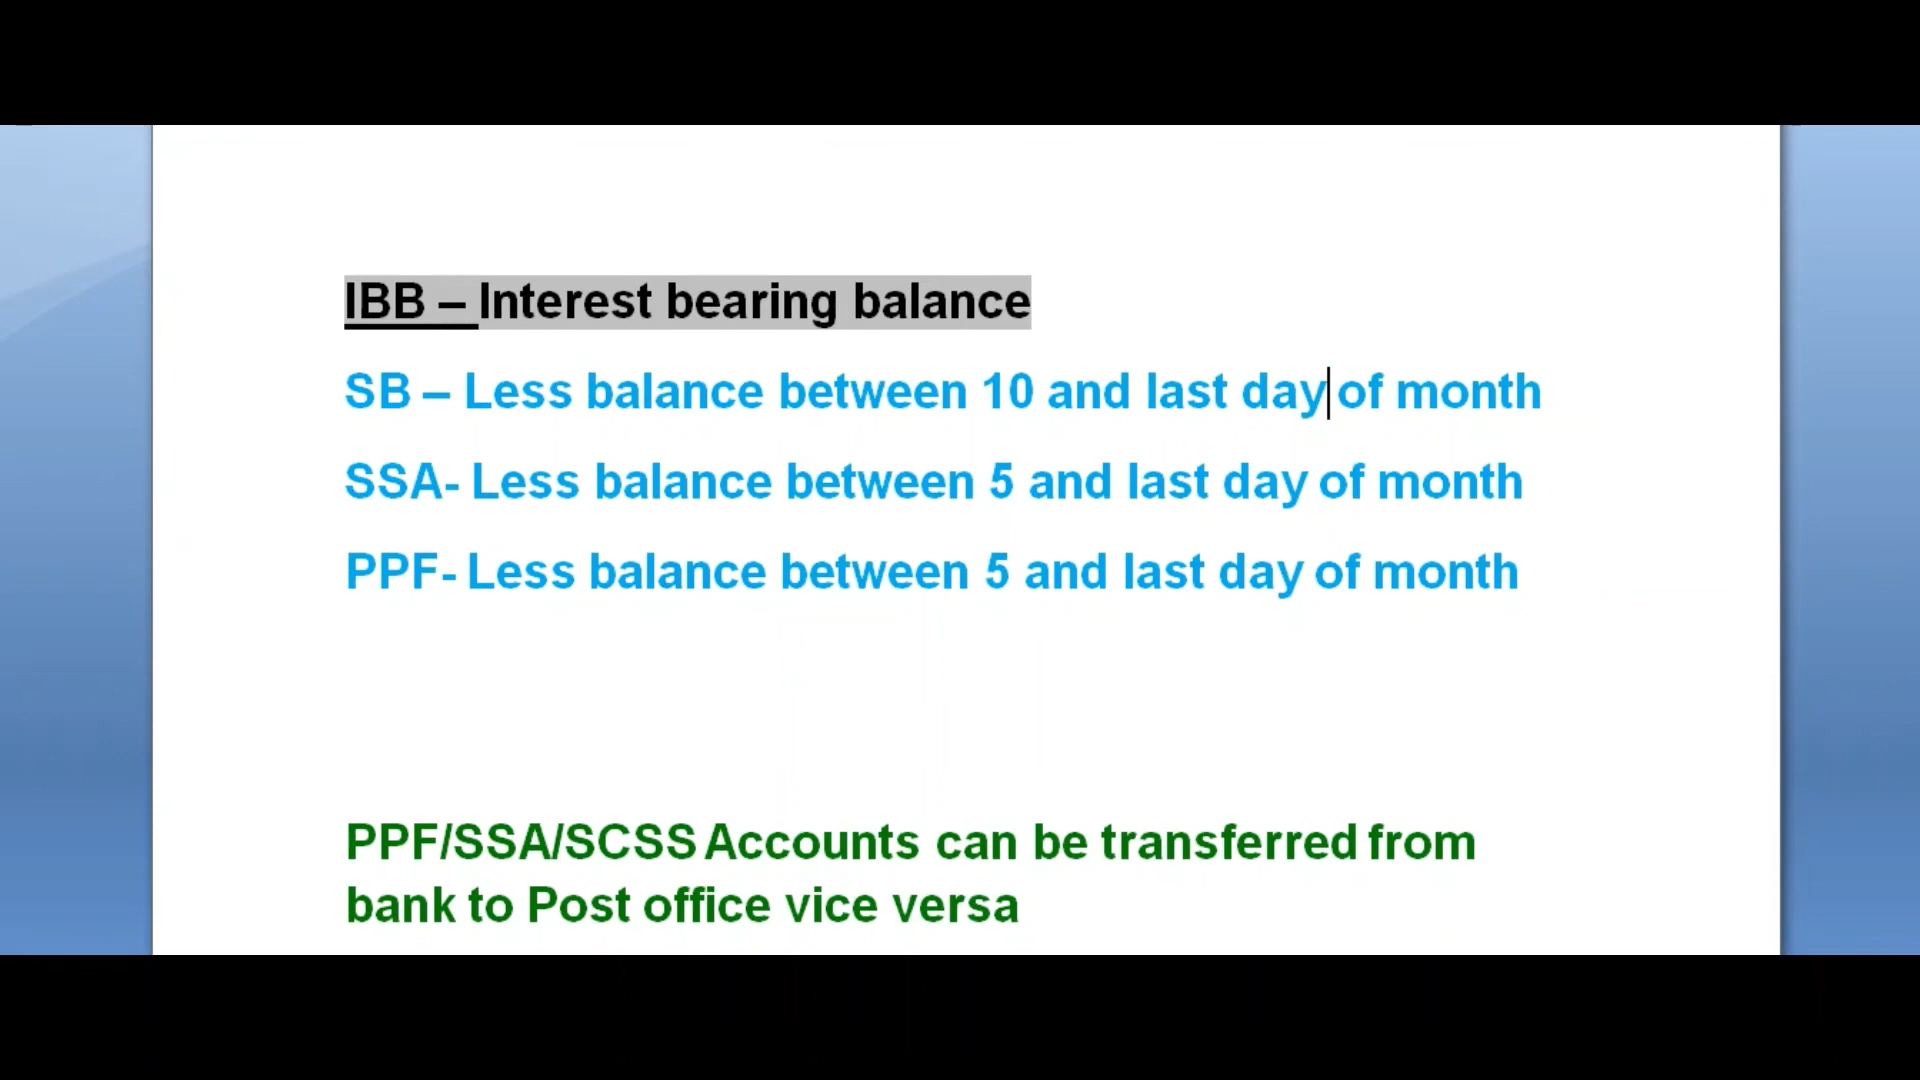 IBB – Interest bearing balance
SB – Less balance between 10 and last day of month
SSA- Less balance between 5 and last day of month
PPF- Less balance between 5 and last day of month
PPF/SSA/SCSS Accounts can be transferred from
bank to Post office vice versa